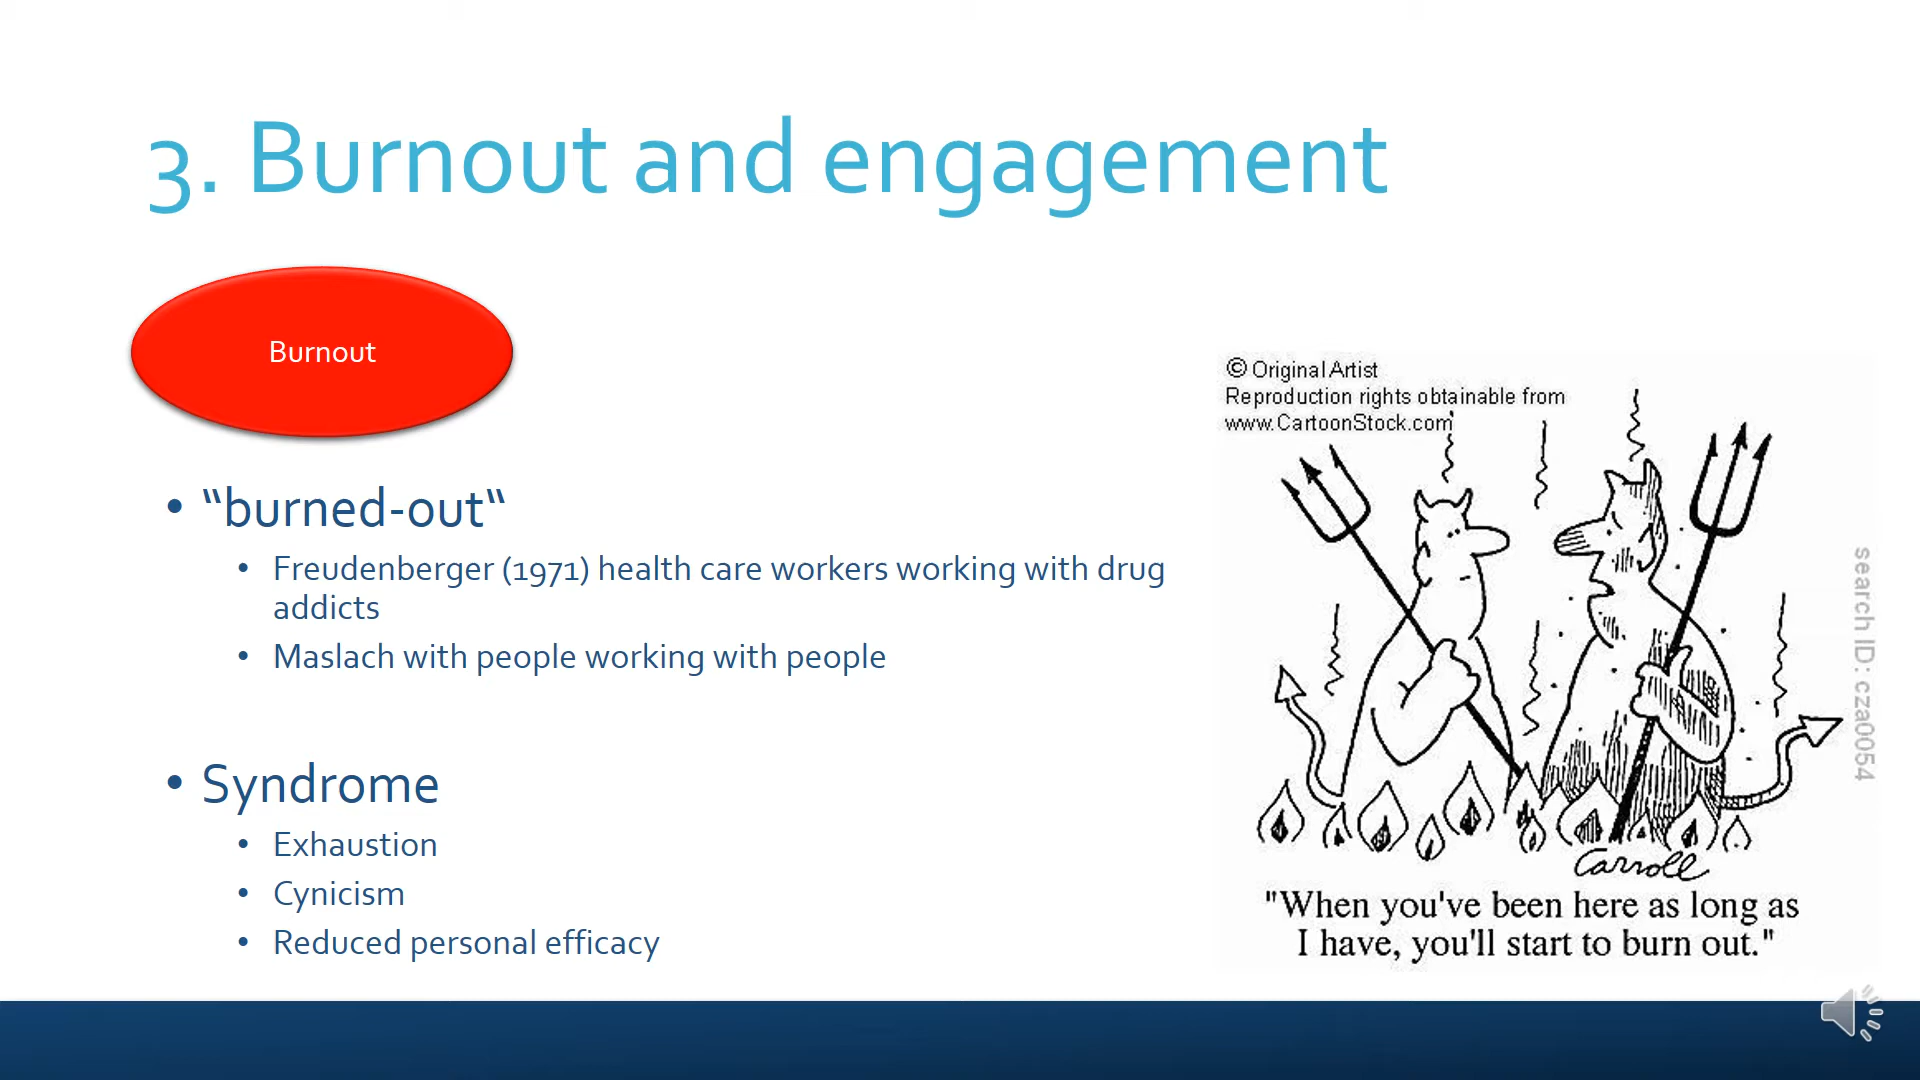 3. Burnout and engagement
Burnout
• “burned-out“
• Freudenberger (1971) health care workers working with drug
addicts
• Maslach with people working with people
• Syndrome
• Exhaustion
• Cynicism
• Reduced personal efficacy
© Original Artist
Reproduction rights obtainable from
www.CartoonStock.com
search ID: cza0054
Carroll
"When you've been here as long as
I have, you'll start to burn out."